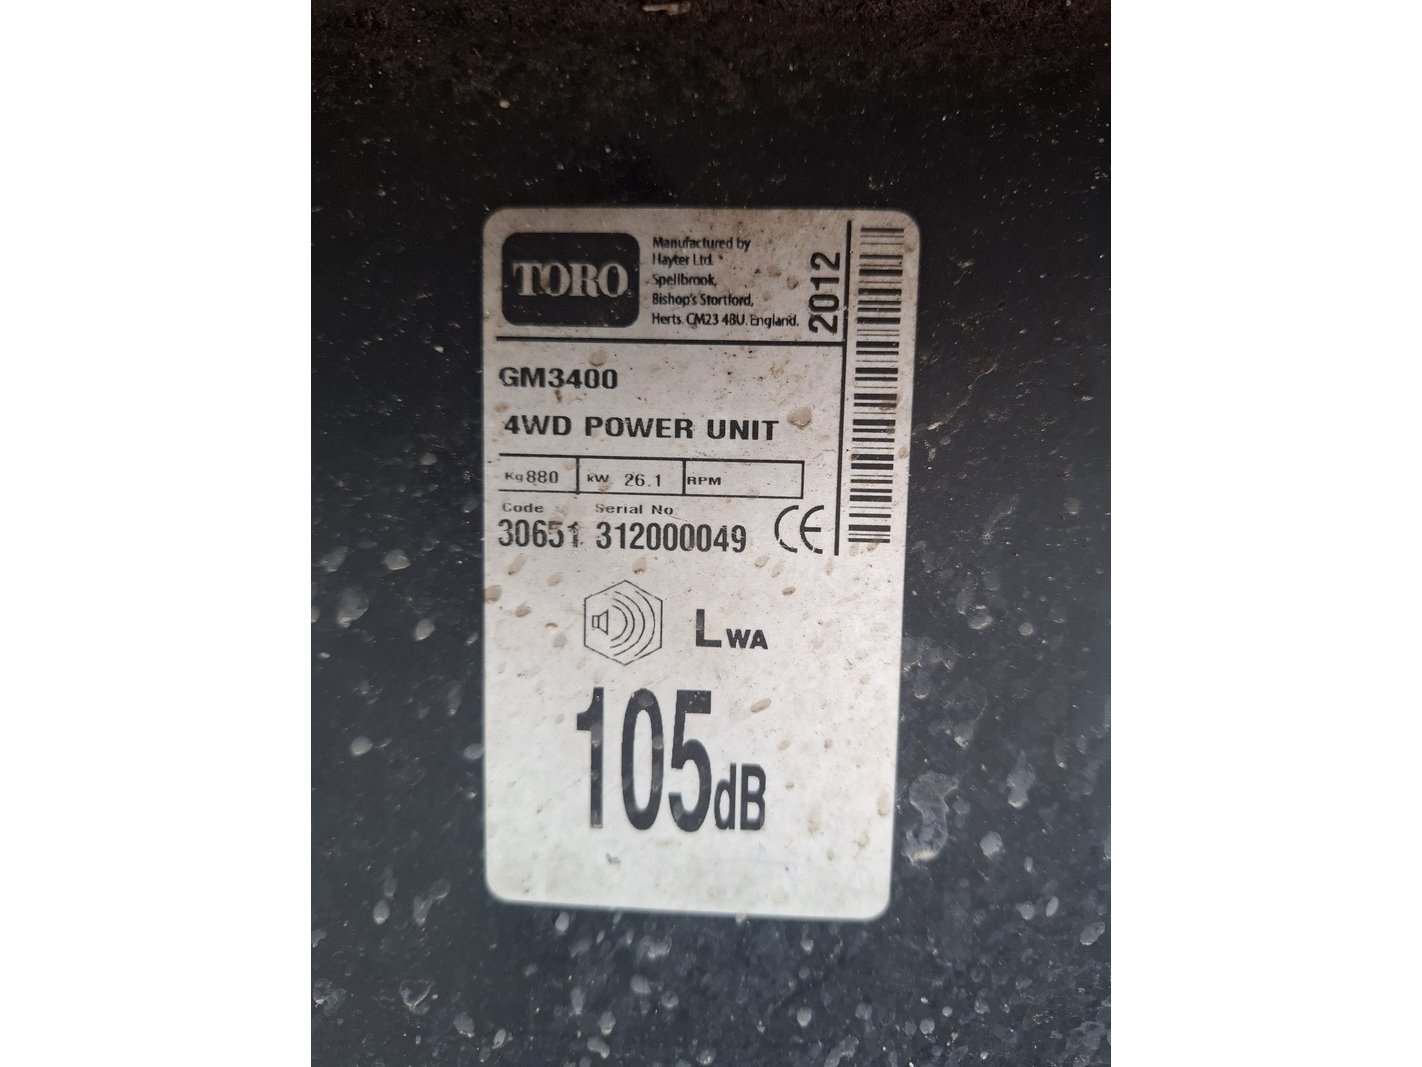 TORO
Manufactured by
Hayter Ltd.
Spellbrook,
Bishop's Stortford,
Herts. CM23 4BU. England.
2012
GM3400
4WD POWER UNIT
Kg 880 kW 26.1 RPM
Code Serial No
30651 312000049 CE
LWA
105dB